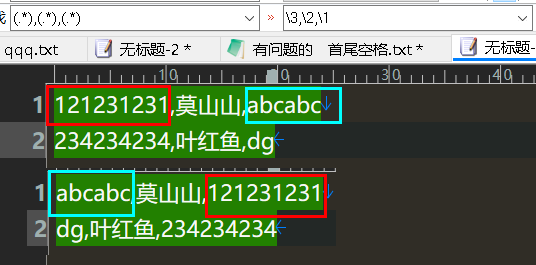 (.*),(.*),(.*)
\3,\2,\1
qqq.txt
无标题-2 *
有问题的 首尾空格.txt *
无标题-
10
20
30
40
1 121231231,莫山山,abcabc↓
2 234234234,叶红鱼,dg←
1 abcabc,莫山山,121231231↓
2 dg,叶红鱼,234234234←